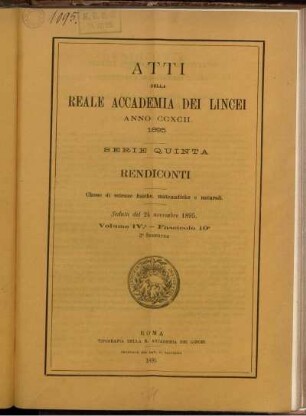 1095.
ATTI
DELLA
REALE ACCADEMIA DEI LINCEI
ANNO CCXCII.
1895
SERIE QUINTA
RENDICONTI
Classe di scienze fisiche, matematiche e naturali.
Seduta del 24 novembre 1895.
Volume IV.° – Fascicolo 10°
2° Semestre
ROMA
TIPOGRAFIA DELLA R. ACCADEMIA DEI LINCEI
1895